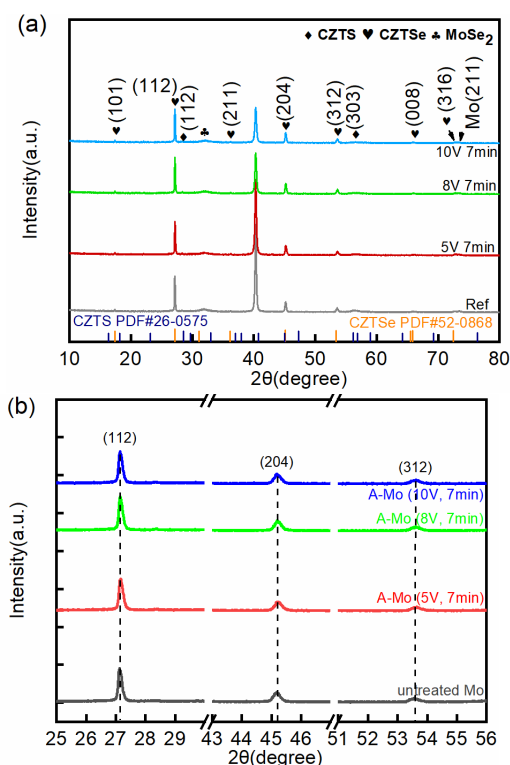 (a)
♦ CZTS ♥ CZTSe ♣ MoSe2
(101)
(112)
(112)
(211)
(204)
(312)
(303)
(008)
(316)
Mo(211)
10V 7min
8V 7min
5V 7min
Ref
CZTS PDF#26-0575
CZTSe PDF#52-0868
Intensity(a.u.)
10 20 30 40 50 60 70 80
2θ(degree)
(b)
(112)
(204)
(312)
A-Mo (10V, 7min)
A-Mo (8V, 7min)
A-Mo (5V, 7min)
untreated Mo
Intensity(a.u.)
25 26 27 28 29 43 44 45 46 47 51 52 53 54 55 56
2θ(degree)